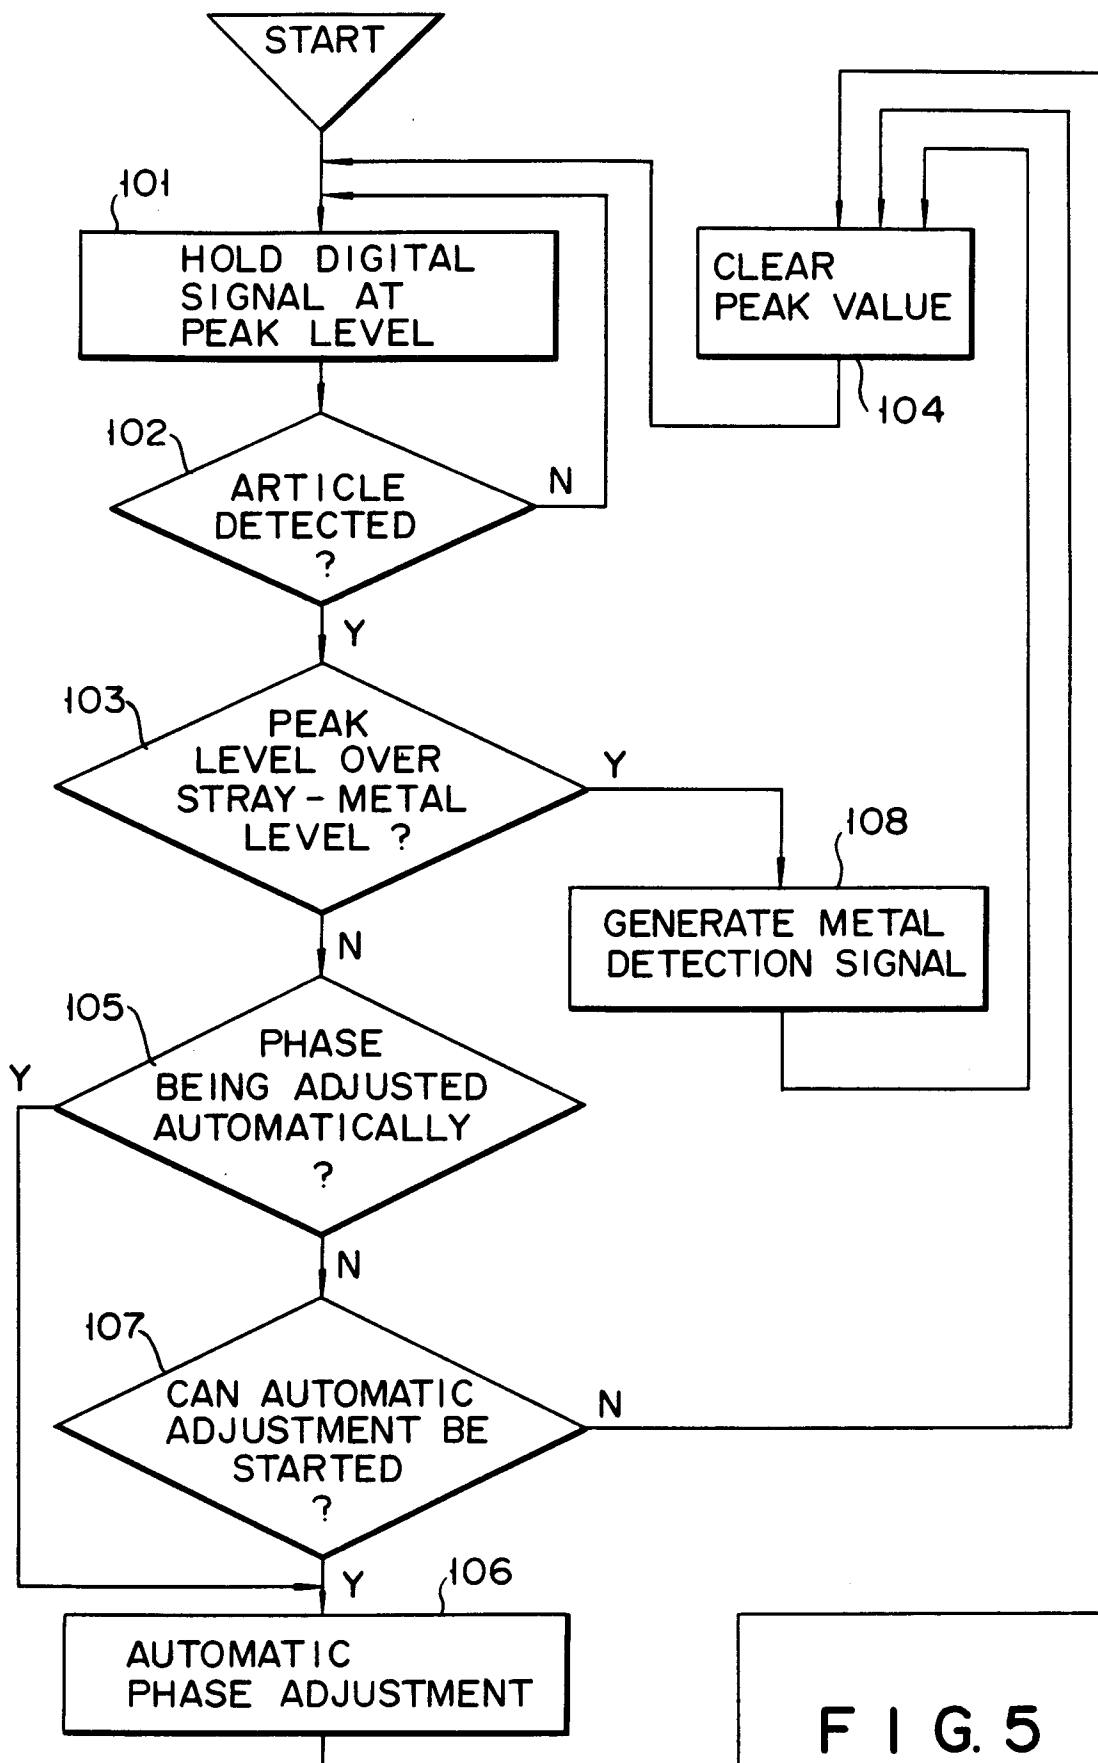 START
101
HOLD DIGITAL
SIGNAL AT
PEAK LEVEL
CLEAR
PEAK VALUE
104
102
ARTICLE
DETECTED
?
N
Y
103
PEAK
LEVEL OVER
STRAY-METAL
LEVEL ?
Y
108
GENERATE METAL
DETECTION SIGNAL
N
105
PHASE
BEING ADJUSTED
AUTOMATICALLY
?
Y
N
107
CAN AUTOMATIC
ADJUSTMENT BE
STARTED
?
N
Y
106
AUTOMATIC
PHASE ADJUSTMENT
FIG. 5